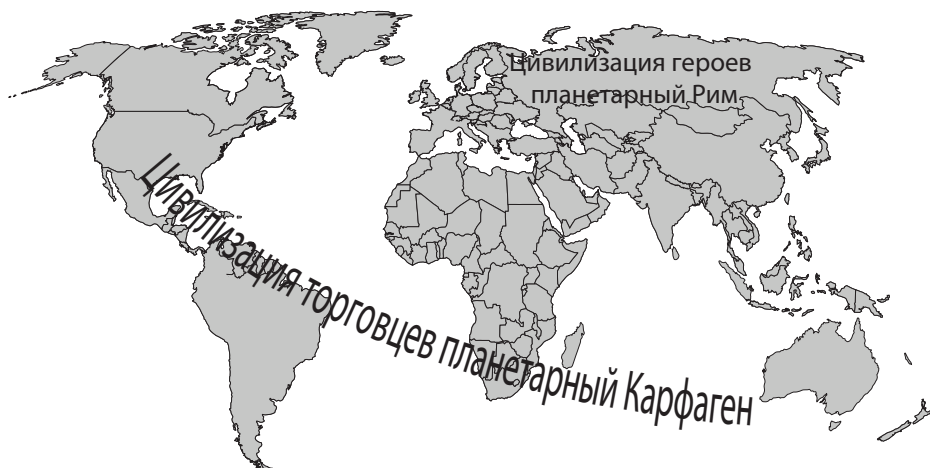 Цивилизация героев
планетарный Рим
Цивилизация торговцев планетарный Карфаген